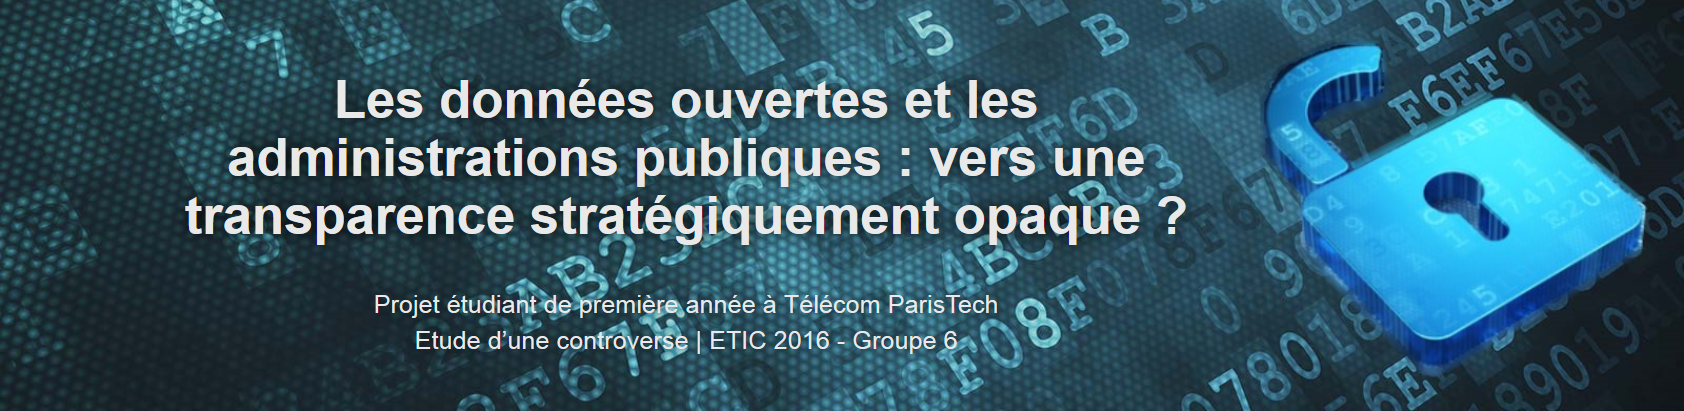 Les données ouvertes et les
administrations publiques : vers une
transparence stratégiquement opaque ?
Projet étudiant de première année à Télécom ParisTech
Etude d’une controverse | ETIC 2016 - Groupe 6